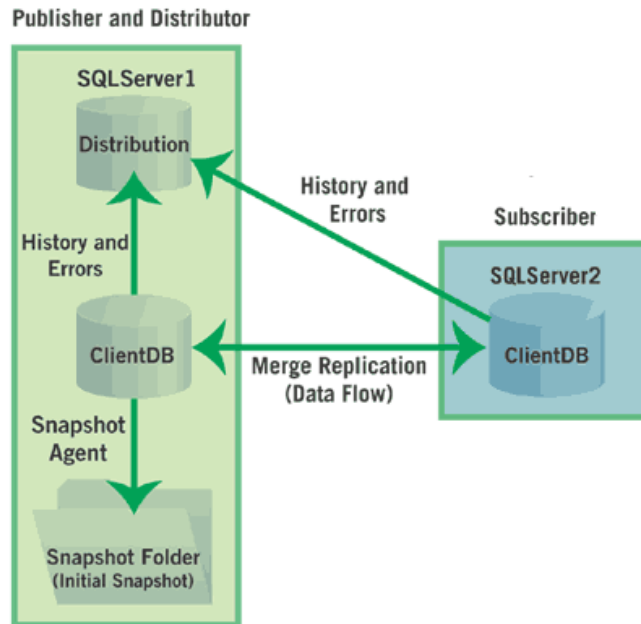 Publisher and Distributor
SQLServer1
Distribution
History and
Errors
History and
Errors
Subscriber
SQLServer2
ClientDB
Merge Replication
(Data Flow)
ClientDB
Snapshot
Agent
Snapshot Folder
(Initial Snapshot)